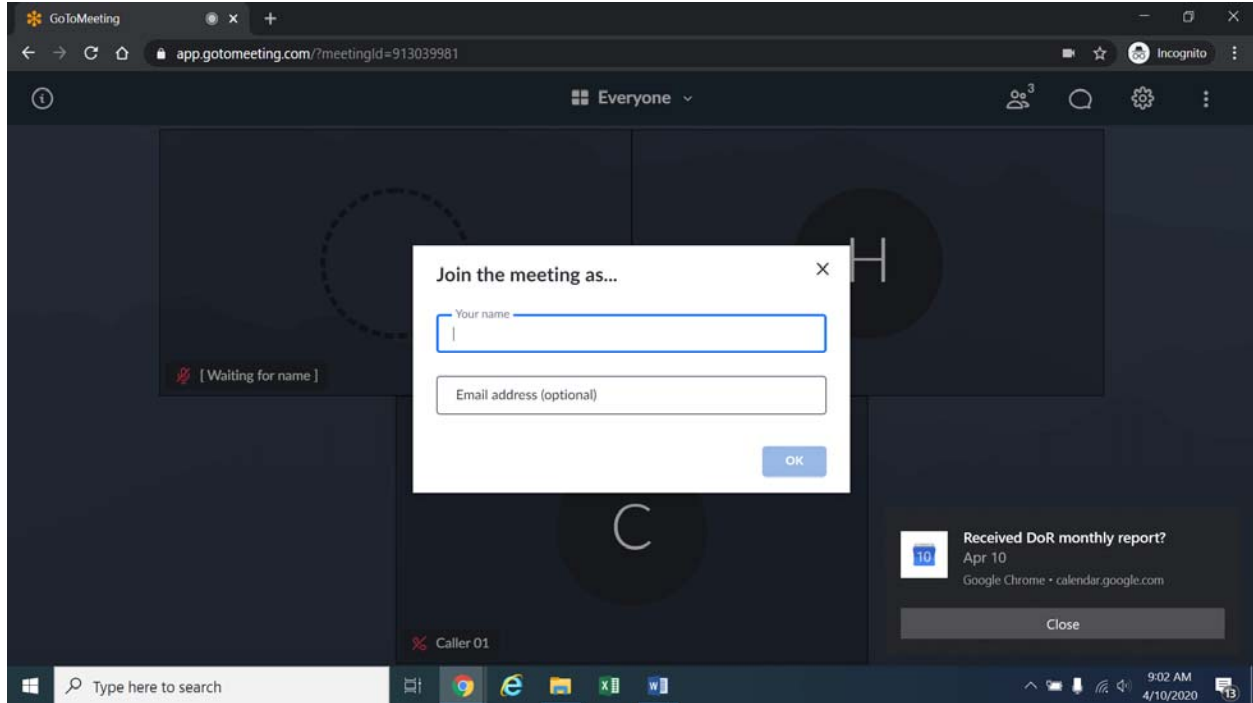 GoToMeeting
app.gotomeeting.com/?meetingId=913039981
Incognito
Everyone
3
H
Join the meeting as...
Your name
[ Waiting for name ]
Email address (optional)
OK
C
Received DoR monthly report?
10
Apr 10
Google Chrome • calendar.google.com
Close
Caller 01
Type here to search
9:02 AM
4/10/2020
13